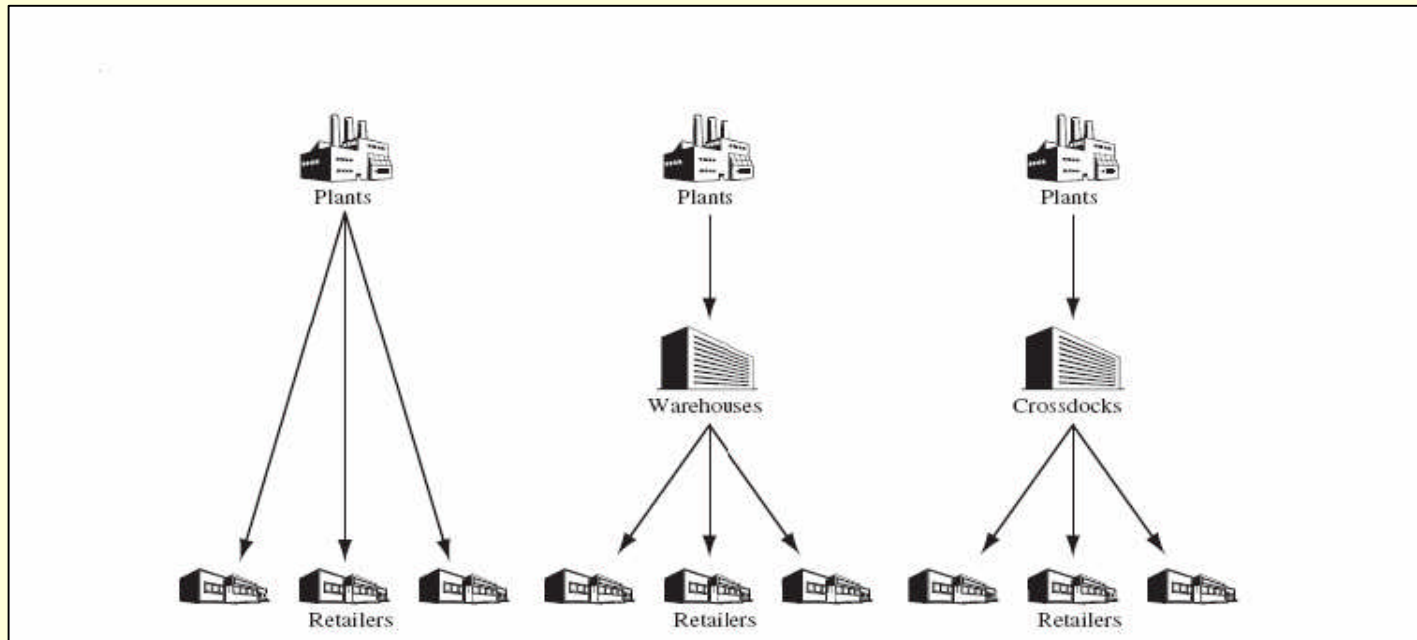 Plants
Plants
Plants
Warehouses
Crossdocks
Retailers
Retailers
Retailers